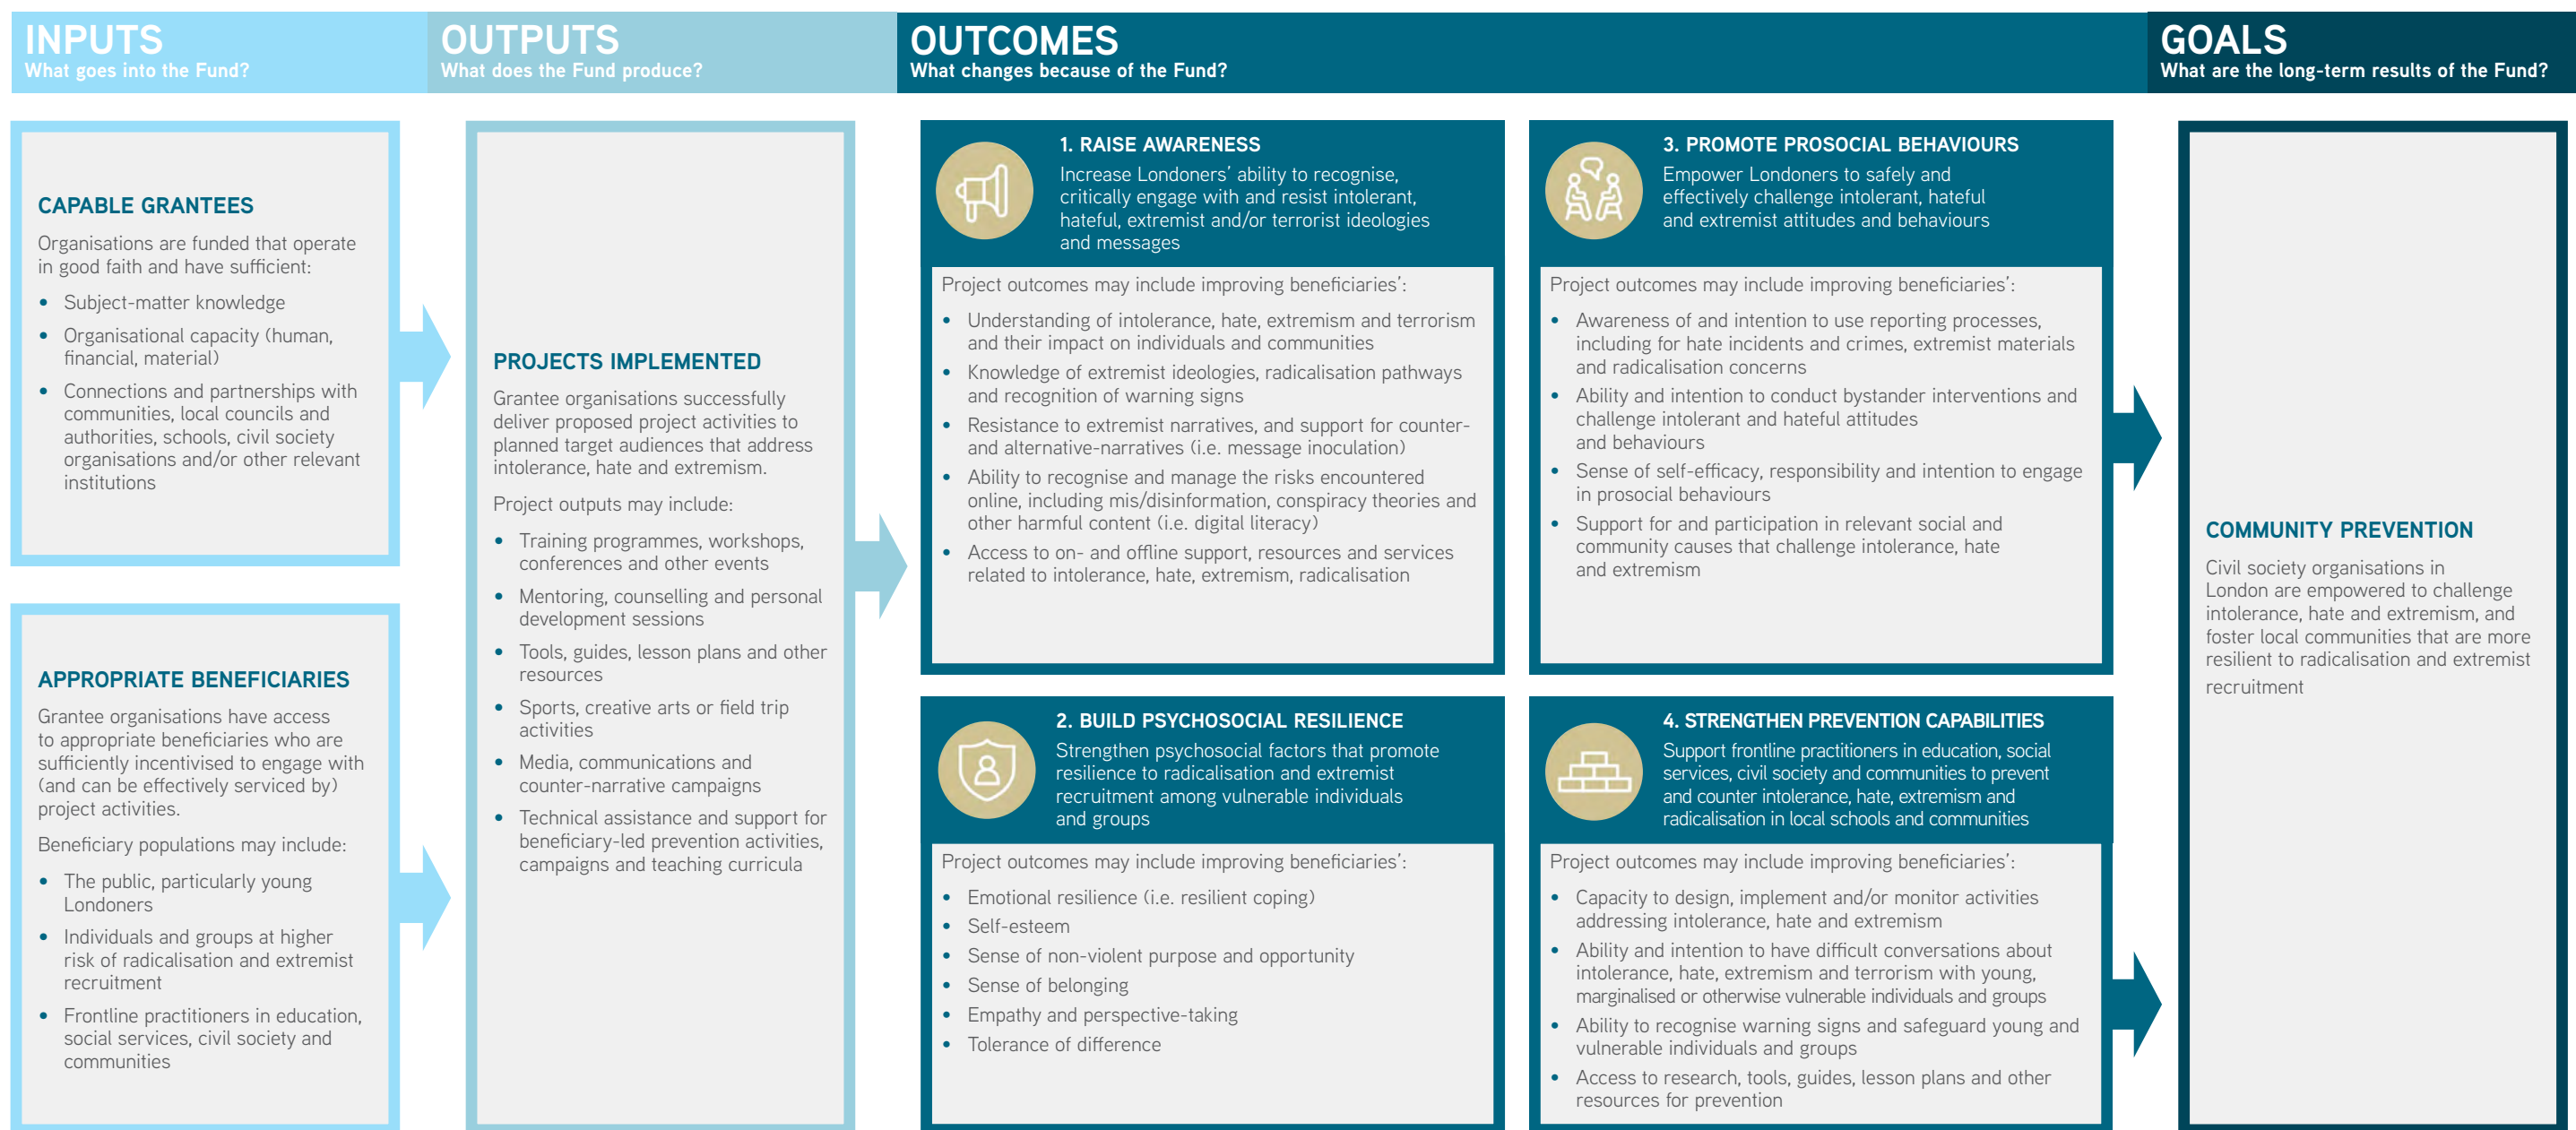 INPUTS
What goes into the Fund?
OUTPUTS
What does the Fund produce?
OUTCOMES
What changes because of the Fund?
GOALS
What are the long-term results of the Fund?
CAPABLE GRANTEES
Organisations are funded that operate
in good faith and have sufficient:
• Subject-matter knowledge
• Organisational capacity (human,
financial, material)
• Connections and partnerships with
communities, local councils and
authorities, schools, civil society
organisations and/or other relevant
institutions
APPROPRIATE BENEFICIARIES
Grantee organisations have access
to appropriate beneficiaries who are
sufficiently incentivised to engage with
(and can be effectively serviced by)
project activities.
Beneficiary populations may include:
• The public, particularly young
Londoners
• Individuals and groups at higher
risk of radicalisation and extremist
recruitment
• Frontline practitioners in education,
social services, civil society and
communities
PROJECTS IMPLEMENTED
Grantee organisations successfully
deliver proposed project activities to
planned target audiences that address
intolerance, hate and extremism.
Project outputs may include:
• Training programmes, workshops,
conferences and other events
• Mentoring, counselling and personal
development sessions
• Tools, guides, lesson plans and other
resources
• Sports, creative arts or field trip
activities
• Media, communications and
counter-narrative campaigns
• Technical assistance and support for
beneficiary-led prevention activities,
campaigns and teaching curricula
1. RAISE AWARENESS
Increase Londoners' ability to recognise,
critically engage with and resist intolerant,
hateful, extremist and/or terrorist ideologies
and messages
Project outcomes may include improving beneficiaries':
• Understanding of intolerance, hate, extremism and terrorism
and their impact on individuals and communities
• Knowledge of extremist ideologies, radicalisation pathways
and recognition of warning signs
• Resistance to extremist narratives, and support for counter-
and alternative-narratives (i.e. message inoculation)
• Ability to recognise and manage the risks encountered
online, including mis/disinformation, conspiracy theories and
other harmful content (i.e. digital literacy)
• Access to on- and offline support, resources and services
related to intolerance, hate, extremism, radicalisation
2. BUILD PSYCHOSOCIAL RESILIENCE
Strengthen psychosocial factors that promote
resilience to radicalisation and extremist
recruitment among vulnerable individuals
and groups
Project outcomes may include improving beneficiaries':
• Emotional resilience (i.e. resilient coping)
• Self-esteem
• Sense of non-violent purpose and opportunity
• Sense of belonging
• Empathy and perspective-taking
• Tolerance of difference
3. PROMOTE PROSOCIAL BEHAVIOURS
Empower Londoners to safely and
effectively challenge intolerant, hateful
and extremist attitudes and behaviours
Project outcomes may include improving beneficiaries':
• Awareness of and intention to use reporting processes,
including for hate incidents and crimes, extremist materials
and radicalisation concerns
• Ability and intention to conduct bystander interventions and
challenge intolerant and hateful attitudes
and behaviours
• Sense of self-efficacy, responsibility and intention to engage
in prosocial behaviours
• Support for and participation in relevant social and
community causes that challenge intolerance, hate
and extremism
4. STRENGTHEN PREVENTION CAPABILITIES
Support frontline practitioners in education, social
services, civil society and communities to prevent
and counter intolerance, hate, extremism and
radicalisation in local schools and communities
Project outcomes may include improving beneficiaries':
• Capacity to design, implement and/or monitor activities
addressing intolerance, hate and extremism
• Ability and intention to have difficult conversations about
intolerance, hate, extremism and terrorism with young,
marginalised or otherwise vulnerable individuals and groups
• Ability to recognise warning signs and safeguard young and
vulnerable individuals and groups
• Access to research, tools, guides, lesson plans and other
resources for prevention
COMMUNITY PREVENTION
Civil society organisations in
London are empowered to challenge
intolerance, hate and extremism, and
foster local communities that are more
resilient to radicalisation and extremist
recruitment